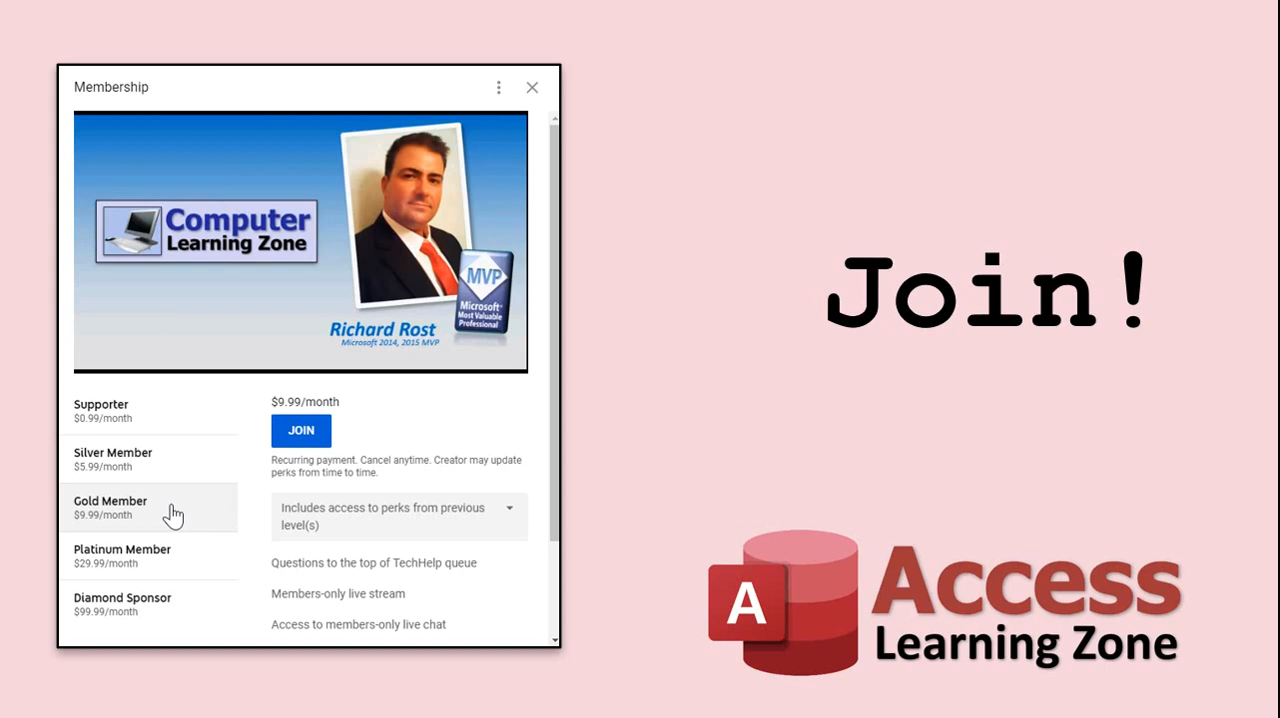 Membership
Computer
Learning Zone
MVP
Microsoft®
Most Valuable
Professional
Richard Rost
Microsoft 2014, 2015 MVP
Supporter
$0.99/month
Silver Member
$5.99/month
Gold Member
$9.99/month
Platinum Member
$29.99/month
Diamond Sponsor
$99.99/month
$9.99/month
JOIN
Recurring payment. Cancel anytime. Creator may update
perks from time to time.
Includes access to perks from previous
level(s)
Questions to the top of TechHelp queue
Members-only live stream
Access to members-only live chat
Join!
A
Access
Learning Zone